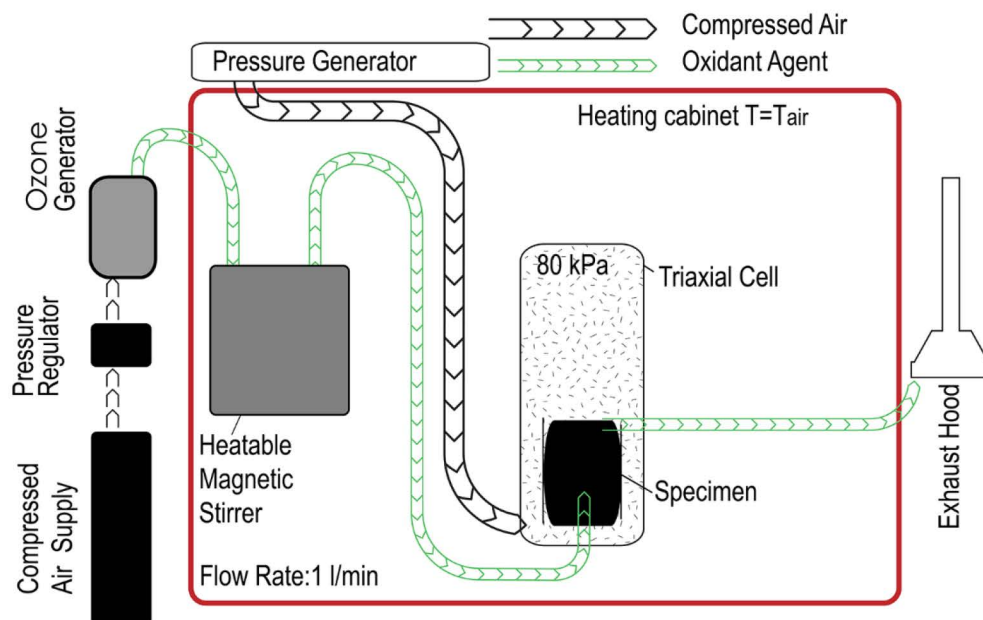 Compressed Air
Pressure Generator
Oxidant Agent
Heating cabinet T=Tair
Ozone
Generator
80 kPa
Triaxial Cell
Pressure
Regulator
Heatable
Magnetic
Stirrer
Specimen
Exhaust Hood
Compressed
Air Supply
Flow Rate:1 l/min